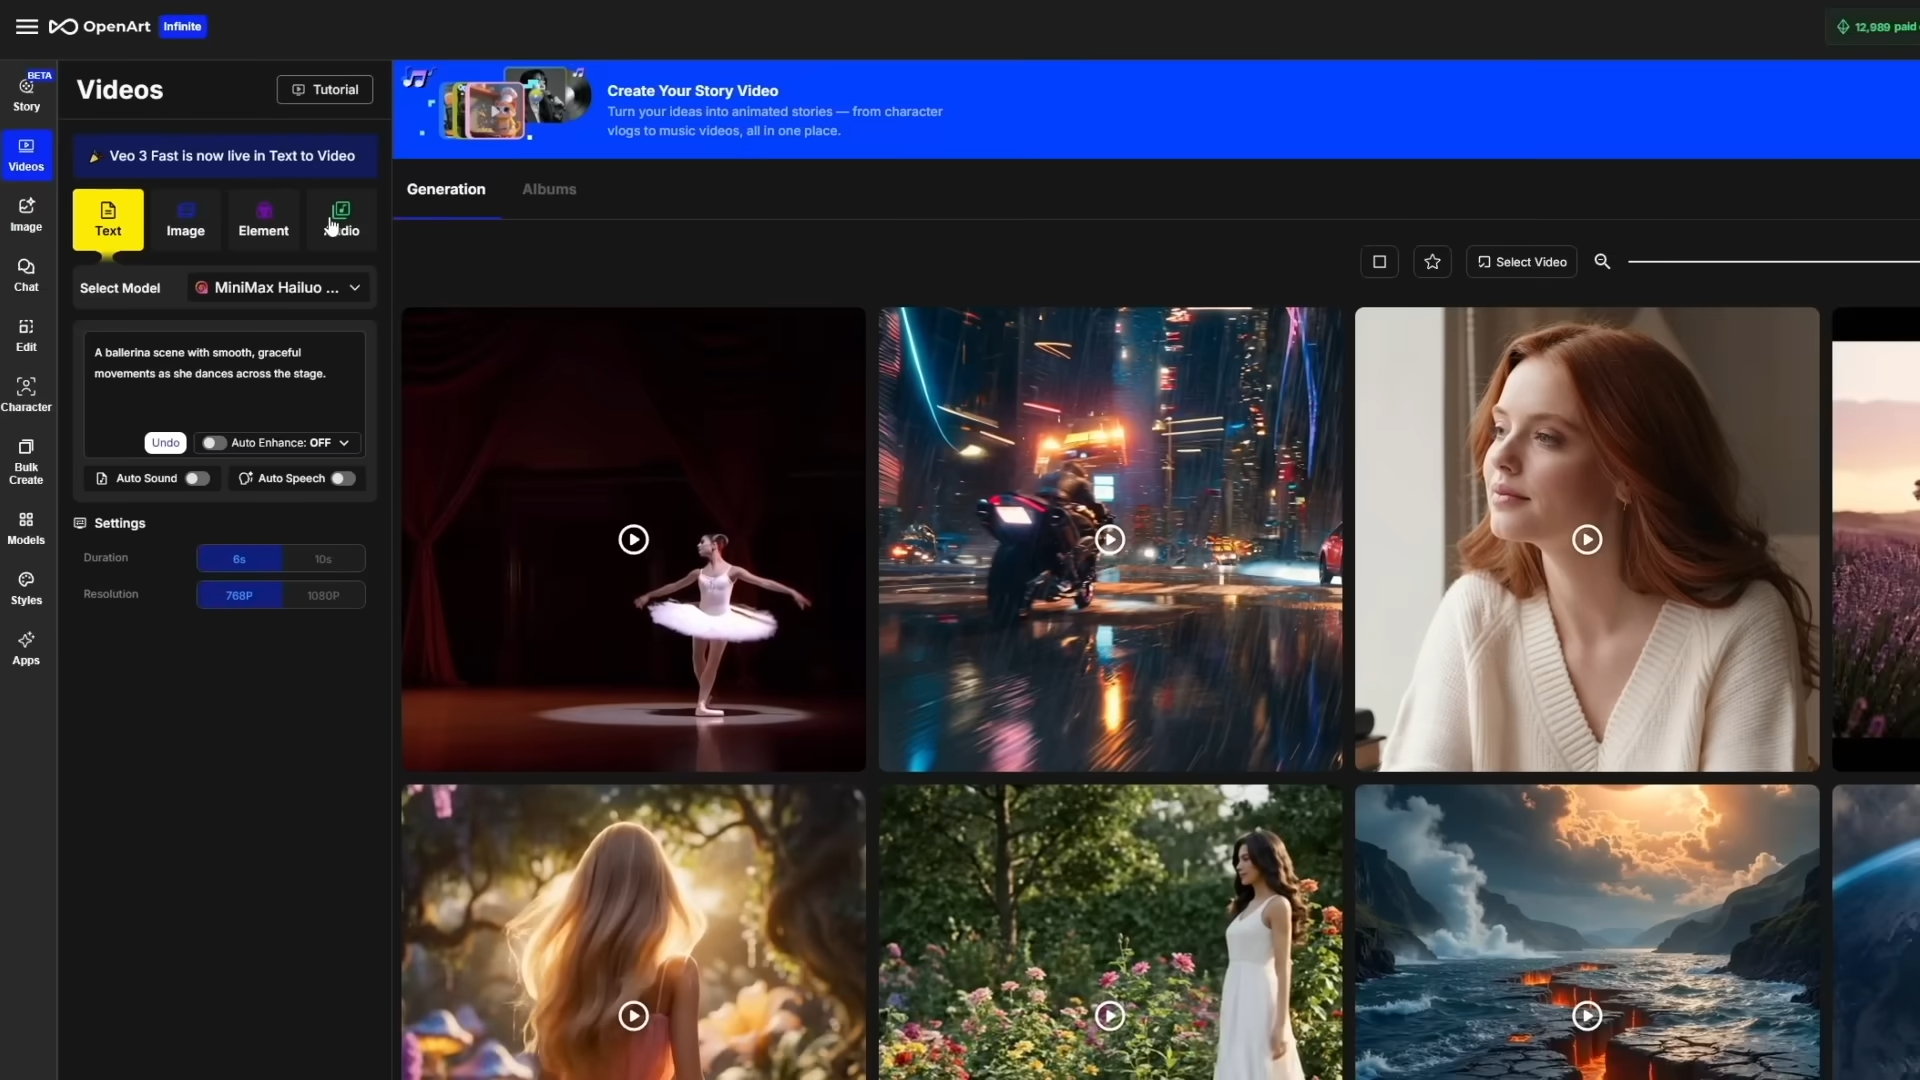 OpenArt Infinite
12,989 paid
BETA
Story
Videos
Image
Chat
Edit
Character
Bulk
Create
Models
Styles
Apps
Videos
Tutorial
Veo 3 Fast is now live in Text to Video
Text
Image
Element
Select Model
MiniMax Hailuo ...
A ballerina scene with smooth, graceful
movements as she dances across the stage.
Undo
Auto Enhance: OFF
Auto Sound
Auto Speech
Settings
Duration
6s
10s
Resolution
768P
1080P
Create Your Story Video
Turn your ideas into animated stories — from character
vlogs to music videos, all in one place.
Generation
Albums
Select Video